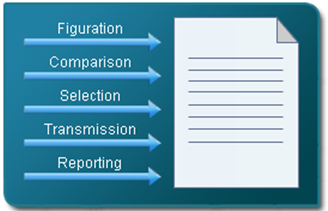 Figuration
Comparison
Selection
Transmission
Reporting